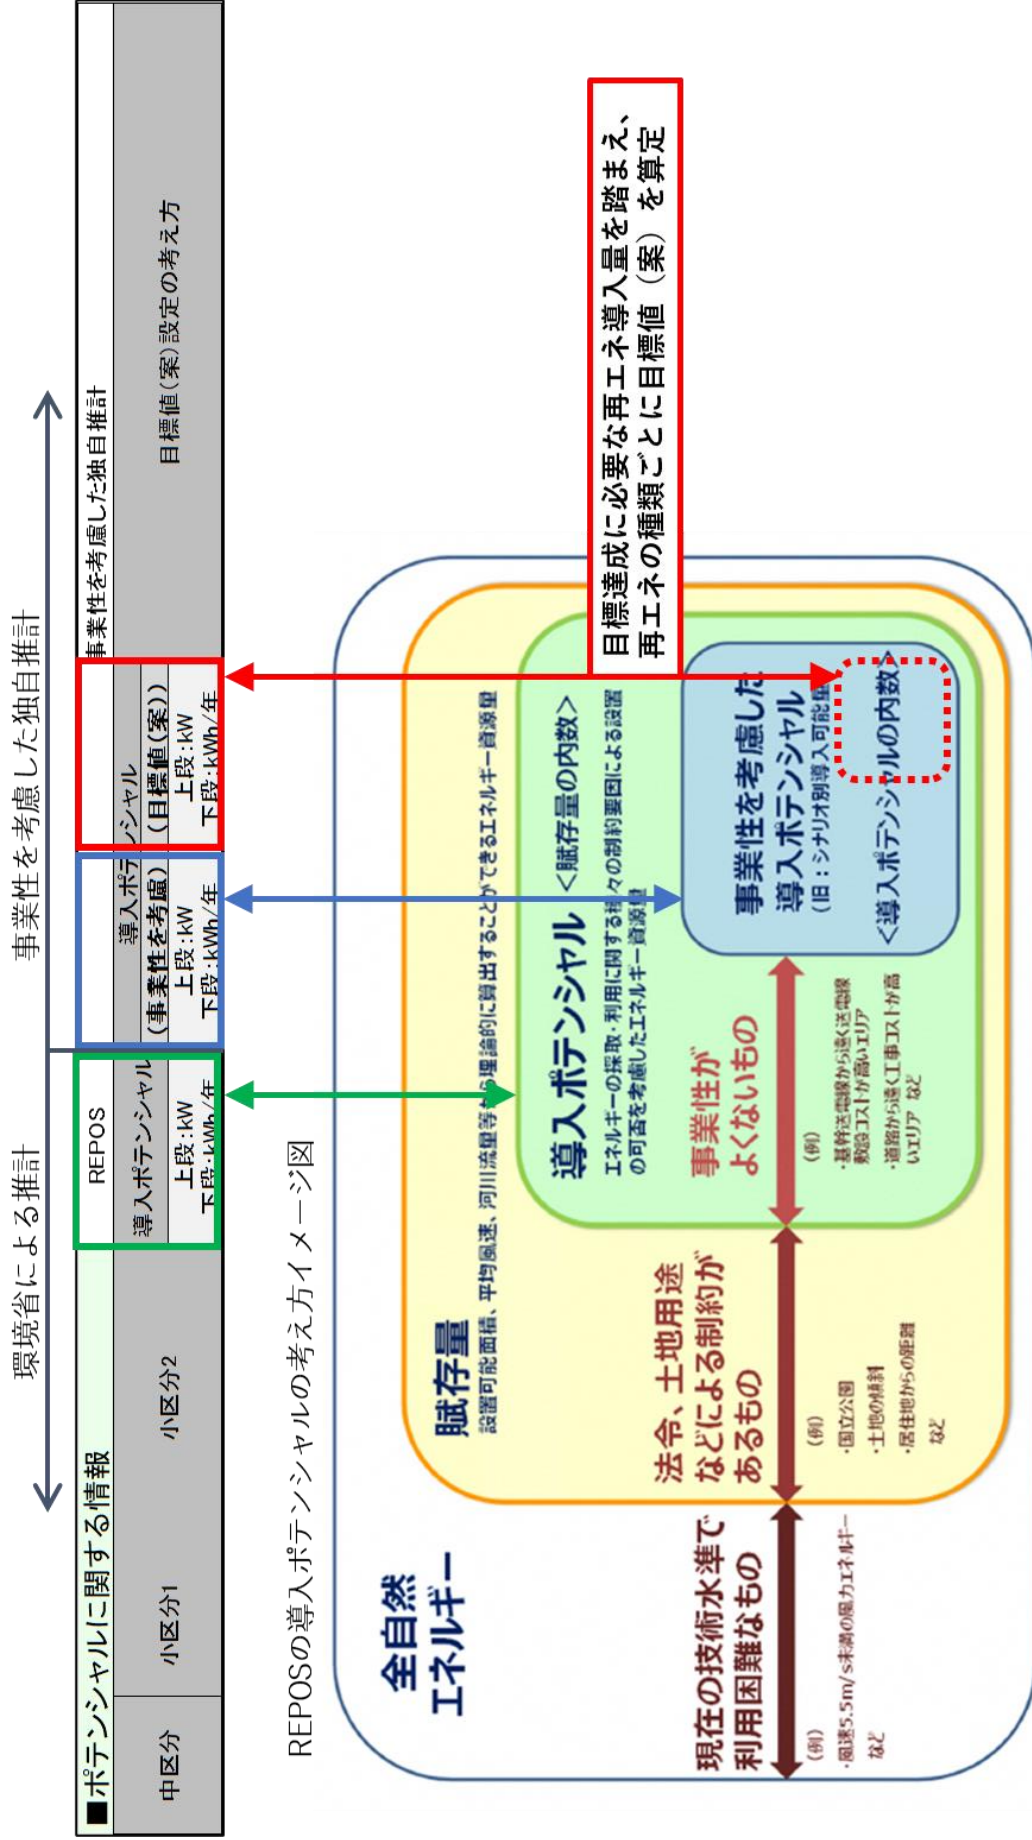 環境省による推計
事業性を考慮した独自推計
■ポテンシャルに関する情報
REPOS
事業性を考慮した独自推計
中区分
小区分1
小区分2
導入ポテンシャル
上段:kW
下段:kWh/年
導入ポテンシャル
(事業性を考慮)
上段:kW
下段:kWh/年
(目標値(案))
上段:kW
下段:kWh/年
目標値(案)設定の考え方
REPOSの導入ポテンシャルの考え方イメージ図
全自然
エネルギー
賦存量
設置可能面積、平均風速、河川流量等から理論的に算出することができるエネルギー資源量
導入ポテンシャル <賦存量の内数>
エネルギーの採取・利用に関する種々の制約要因による設置
の可否を考慮したエネルギー資源量
事業性を考慮した
導入ポテンシャル
(旧:シナリオ別導入可能量
<導入ポテンシャルの内数>
現在の技術水準で
利用困難なもの
(例)
・風速5.5m/s未満の風力エネルギー
など
法令、土地用途
などによる制約が
あるもの
(例)
・国立公園
・土地の傾斜
・居住地からの距離
など
事業性が
よくないもの
(例)
・基幹送電線から遠く送電線
敷設コストが高いエリア
・道路から遠く工事コストが高
いエリア など
目標達成に必要な再エネ導入量を踏まえ、
再エネの種類ごとに目標値(案)を算定